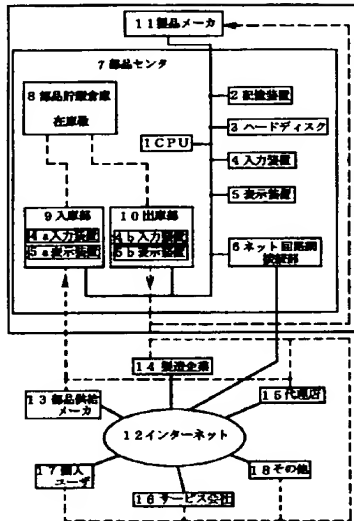 11製品メーカ
7部品センタ
8部品貯蔵倉庫
在庫数
2記憶装置
3ハードディスク
1CPU
4入力装置
5表示装置
9入庫部
4a入力装置
5a表示装置
10出庫部
4b入力装置
5b表示装置
6ネット回路網
接続部
14製造企業
13部品供給
メーカ
15代理店
12インターネット
17個人
ユーザ
18その他
16サービス会社